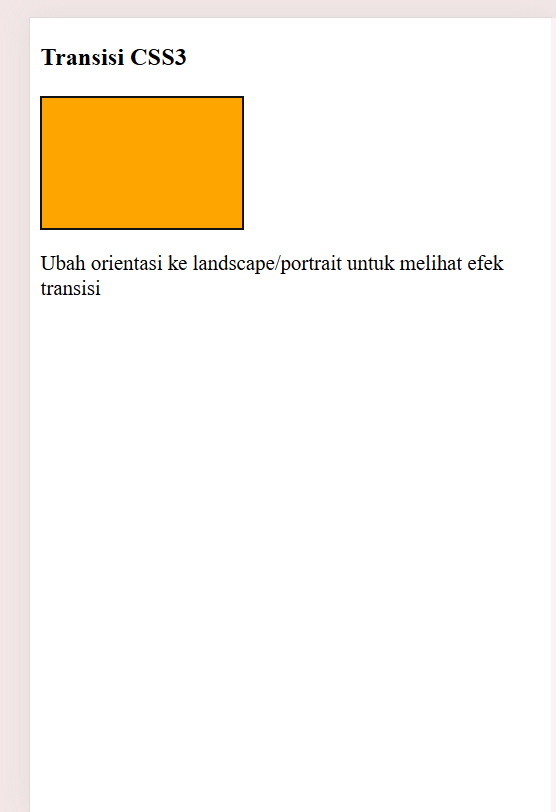 Transisi CSS3
Ubah orientasi ke landscape/portrait untuk melihat efek
transisi